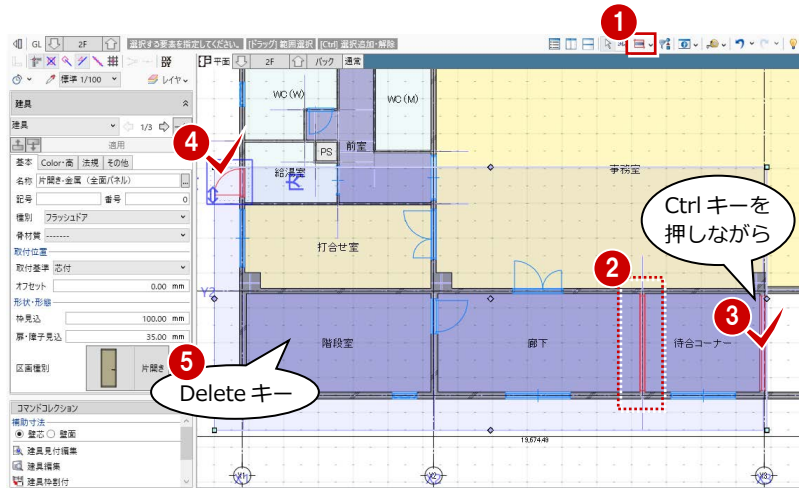 1
GL 2F 選択する要素を指定してください。 [ドラッグ] 範囲選択 [Ctrl] 選択追加・解除
標準 1/100 レイヤ
平面 2F バック 通常
建具
建具 1/3
適用
基本 Color・高 法規 その他
名称 片開き-金属 (全面パネル) ...
記号 番号 0
種別 フラッシュドア
骨材質 -------
取付位置
取付基準 芯付
オフセット 0.00 mm
形状・形態
枠見込 100.00 mm
扉・障子見込 35.00 mm
区画種別 片開き
コマンドコレクション
補助寸法
壁芯 壁面
建具見付編集
建具編集
建具枠割付
WC (W)
WC (M)
PS
前室
給湯室
事務室
打合せ室
階段室
廊下
待合コーナー
Y2
19,674.49
X1
X2
X3
4
2
3
Ctrl キーを
押しながら
5
Delete キー